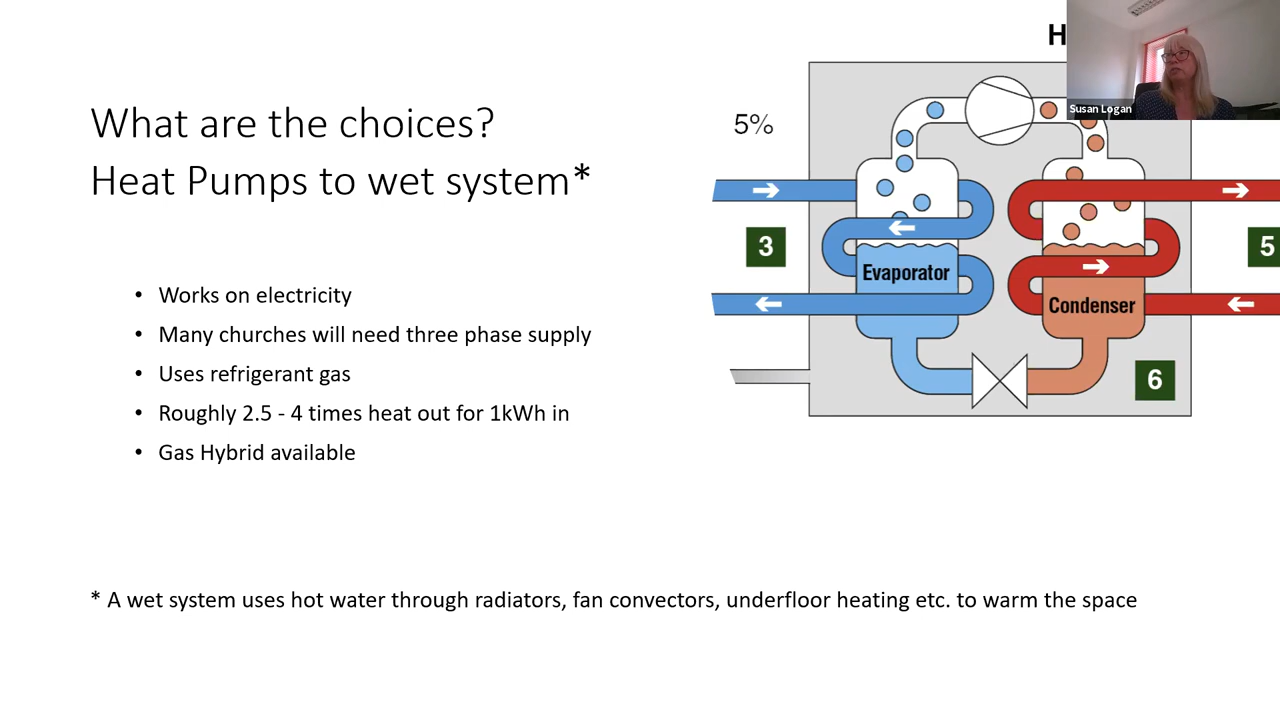 What are the choices?
Heat Pumps to wet system*
• Works on electricity
• Many churches will need three phase supply
• Uses refrigerant gas
• Roughly 2.5 - 4 times heat out for 1kWh in
• Gas Hybrid available
* A wet system uses hot water through radiators, fan convectors, underfloor heating etc. to warm the space
H
5%
3
Evaporator
Condenser
5
6
Susan Logan